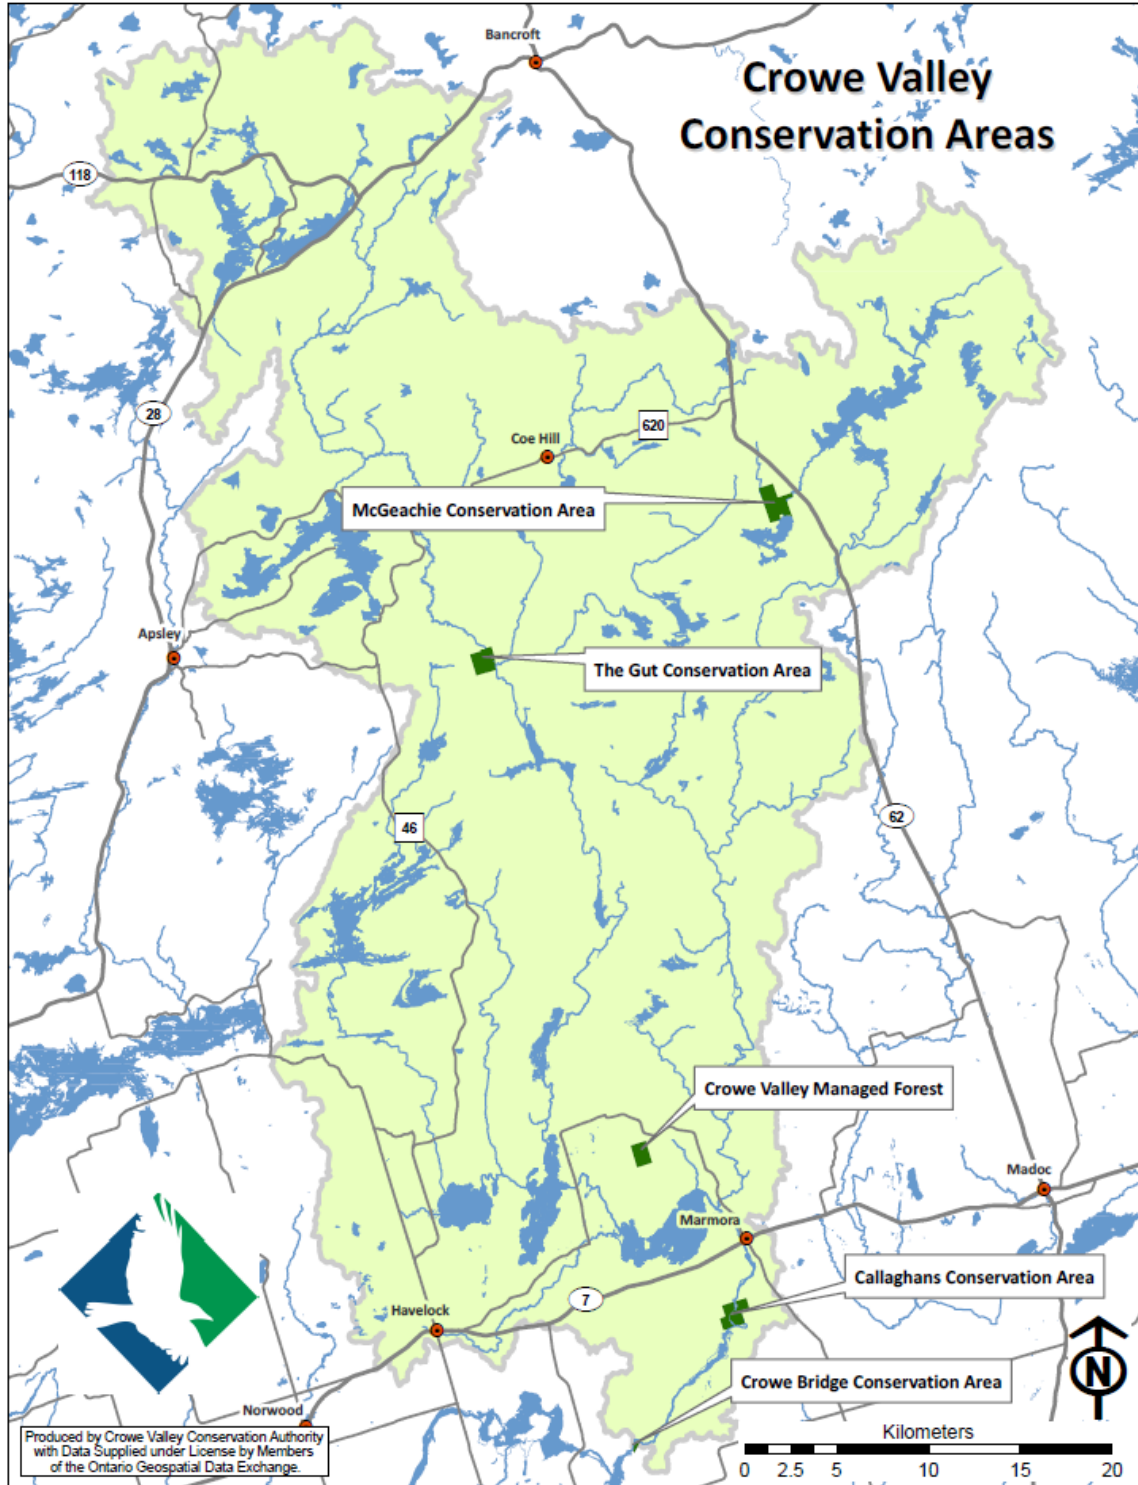 Bancroft
Crowe Valley
Conservation Areas
118
28
620
Coe Hill
McGeachie Conservation Area
Apsley
The Gut Conservation Area
46
62
Crowe Valley Managed Forest
Madoc
Marmora
Callaghans Conservation Area
7
Havelock
N
Crowe Bridge Conservation Area
Norwood
Produced by Crowe Valley Conservation Authority
with Data Supplied under License by Members
of the Ontario Geospatial Data Exchange.
Kilometers
0 2.5 5 10 15 20